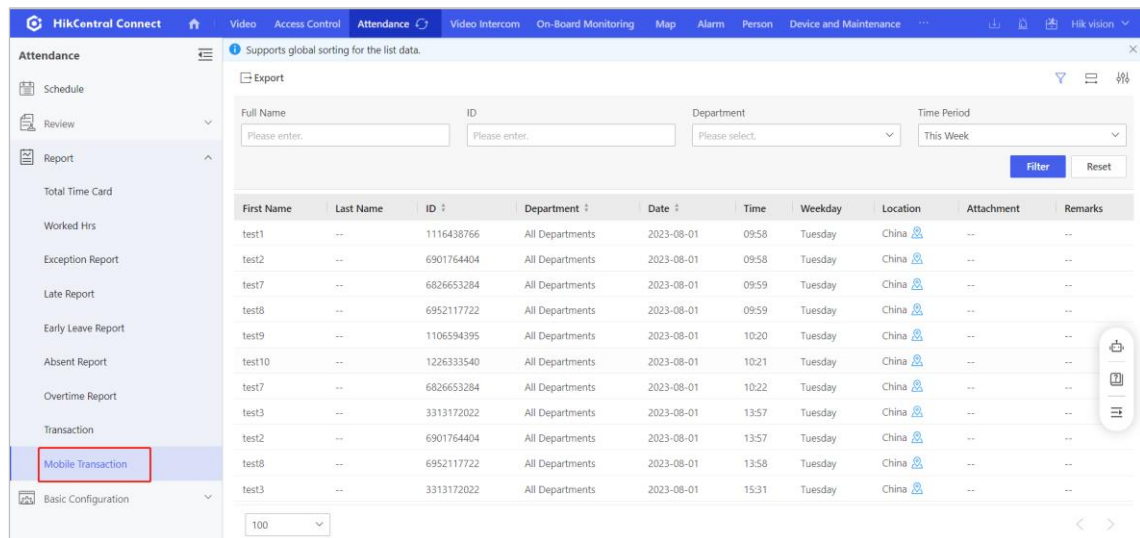 HikCentral Connect Video Access Control Attendance Video Intercom On-Board Monitoring Map Alarm Person Device and Maintenance ... Hik vision
Attendance
Supports global sorting for the list data.
Schedule
Review
Report
Total Time Card
Worked Hrs
Exception Report
Late Report
Early Leave Report
Absent Report
Overtime Report
Transaction
Mobile Transaction
Basic Configuration
Export
Full Name ID Department Time Period
Please enter. Please enter. Please select. This Week
Filter Reset
First Name Last Name ID Department Date Time Weekday Location Attachment Remarks
test1 -- 1116438766 All Departments 2023-08-01 09:58 Tuesday China -- --
test2 -- 6901764404 All Departments 2023-08-01 09:58 Tuesday China -- --
test7 -- 6826653284 All Departments 2023-08-01 09:59 Tuesday China -- --
test8 -- 6952117722 All Departments 2023-08-01 09:59 Tuesday China -- --
test9 -- 1106594395 All Departments 2023-08-01 10:20 Tuesday China -- --
test10 -- 1226333540 All Departments 2023-08-01 10:21 Tuesday China -- --
test7 -- 6826653284 All Departments 2023-08-01 10:22 Tuesday China -- --
test3 -- 3313172022 All Departments 2023-08-01 13:57 Tuesday China -- --
test2 -- 6901764404 All Departments 2023-08-01 13:57 Tuesday China -- --
test8 -- 6952117722 All Departments 2023-08-01 13:58 Tuesday China -- --
test3 -- 3313172022 All Departments 2023-08-01 15:31 Tuesday China -- --
100